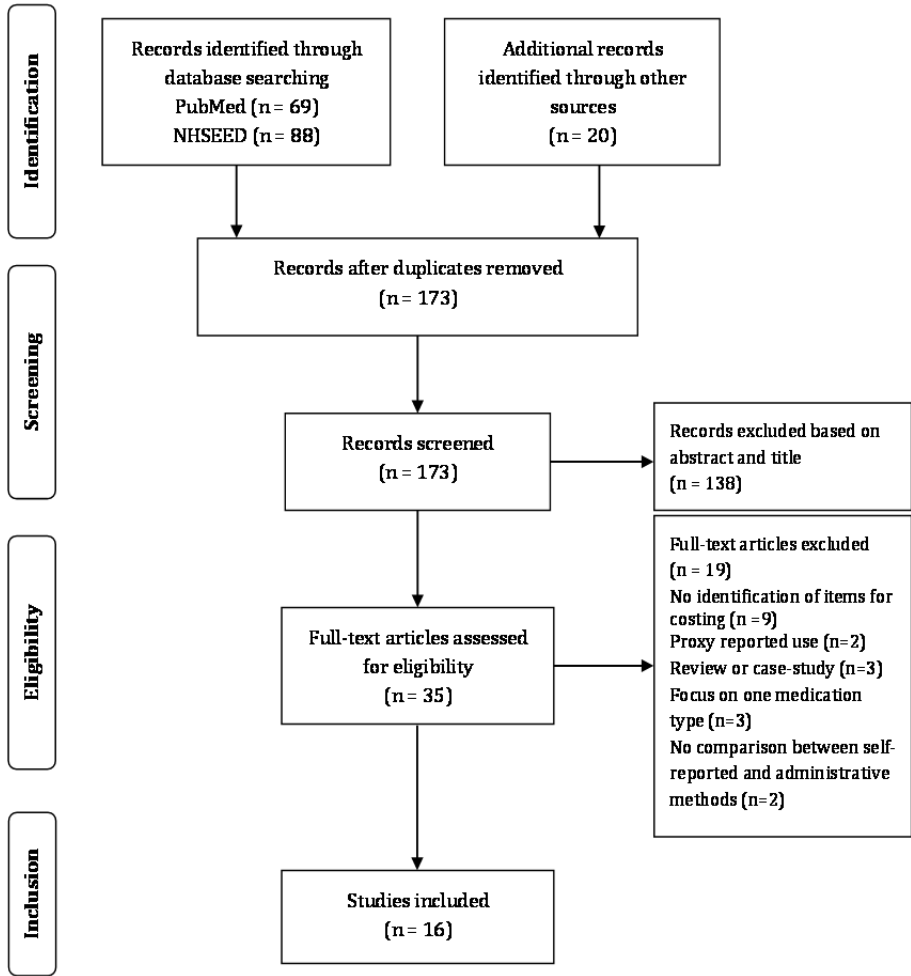 Identification
Records identified through
database searching
PubMed (n = 69)
NHSEED (n = 88)
Additional records
identified through other
sources
(n = 20)
Records after duplicates removed
(n = 173)
Screening
Records screened
(n = 173)
Records excluded based on
abstract and title
(n = 138)
Eligibility
Full-text articles assessed
for eligibility
(n = 35)
Full-text articles excluded
(n = 19)
No identification of items for
costing (n =9)
Proxy reported use (n=2)
Review or case-study (n=3)
Focus on one medication
type (n=3)
No comparison between self-
reported and administrative
methods (n=2)
Inclusion
Studies included
(n = 16)